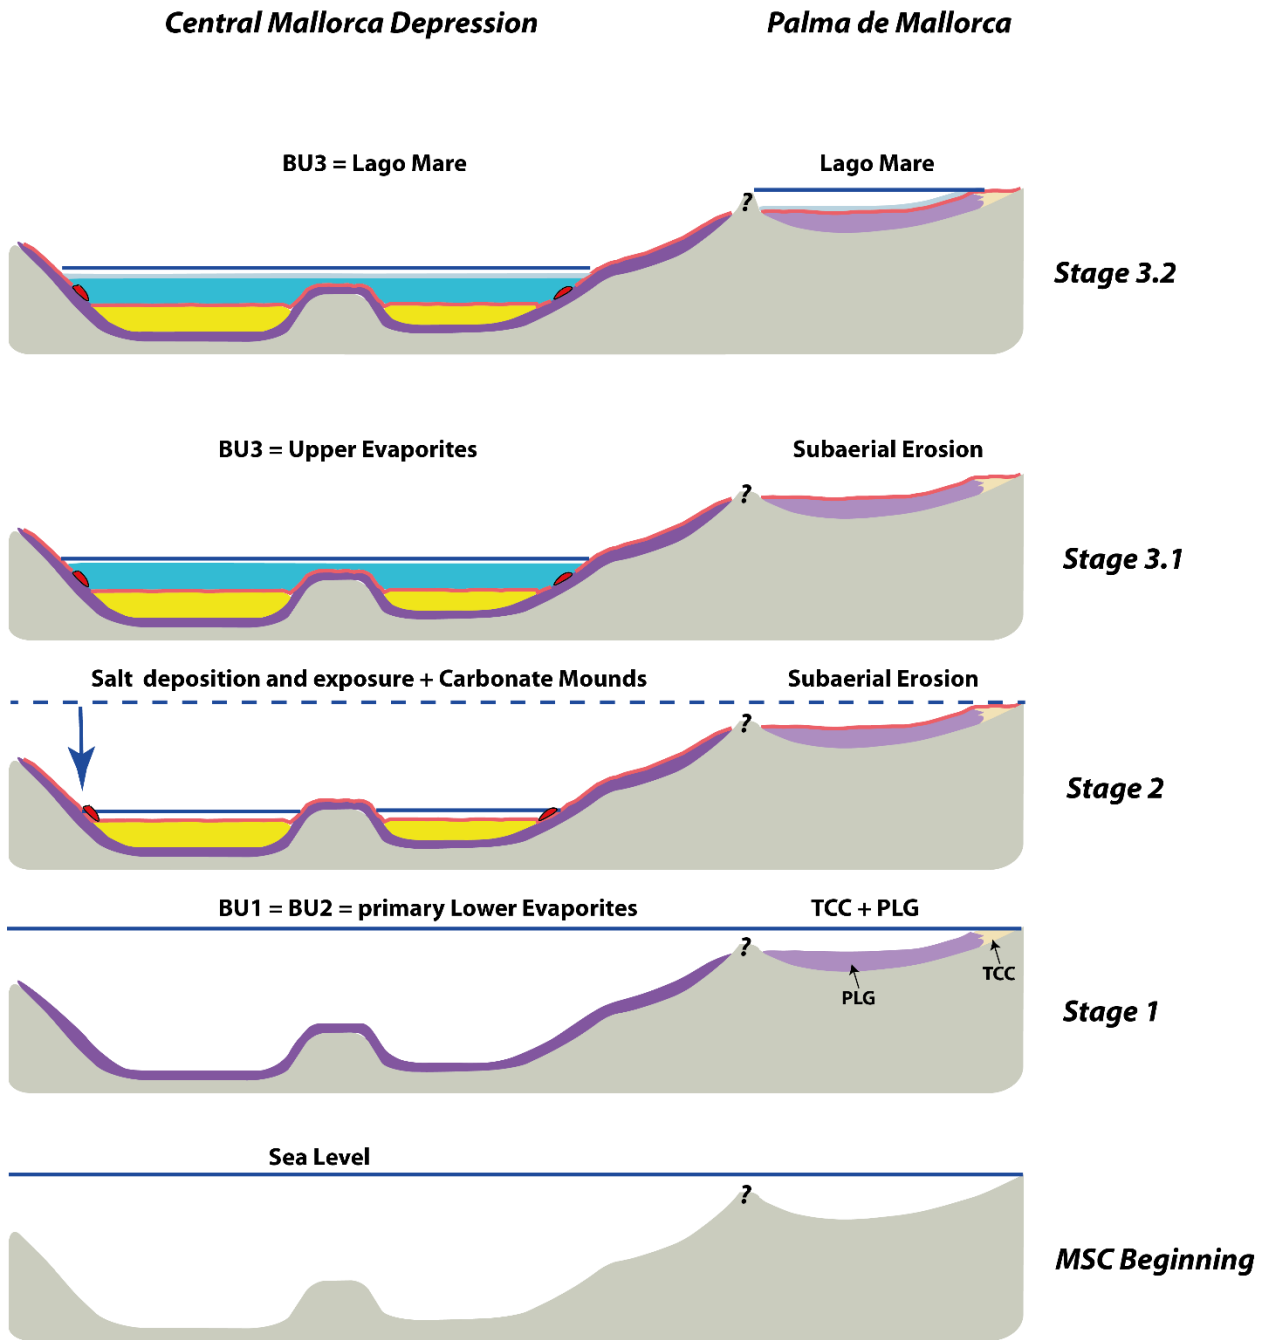 Central Mallorca Depression
Palma de Mallorca
BU3 = Lago Mare
Lago Mare
?
Stage 3.2
BU3 = Upper Evaporites
Subaerial Erosion
?
Stage 3.1
Salt deposition and exposure + Carbonate Mounds
Subaerial Erosion
?
Stage 2
BU1 = BU2 = primary Lower Evaporites
TCC + PLG
?
TCC
PLG
Stage 1
Sea Level
?
MSC Beginning